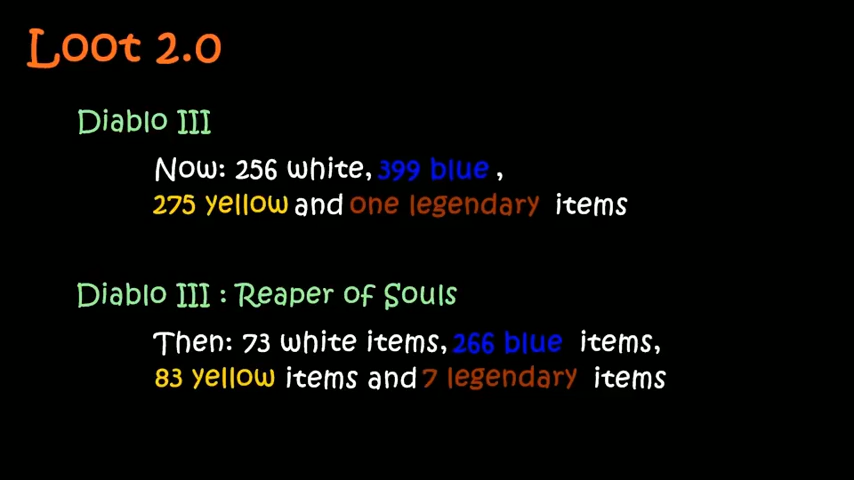 Loot 2.0
Diablo III
Now: 256 white, 399 blue ,
275 yellow and one legendary items
Diablo III : Reaper of Souls
Then: 73 white items, 266 blue items,
83 yellow items and 7 legendary items